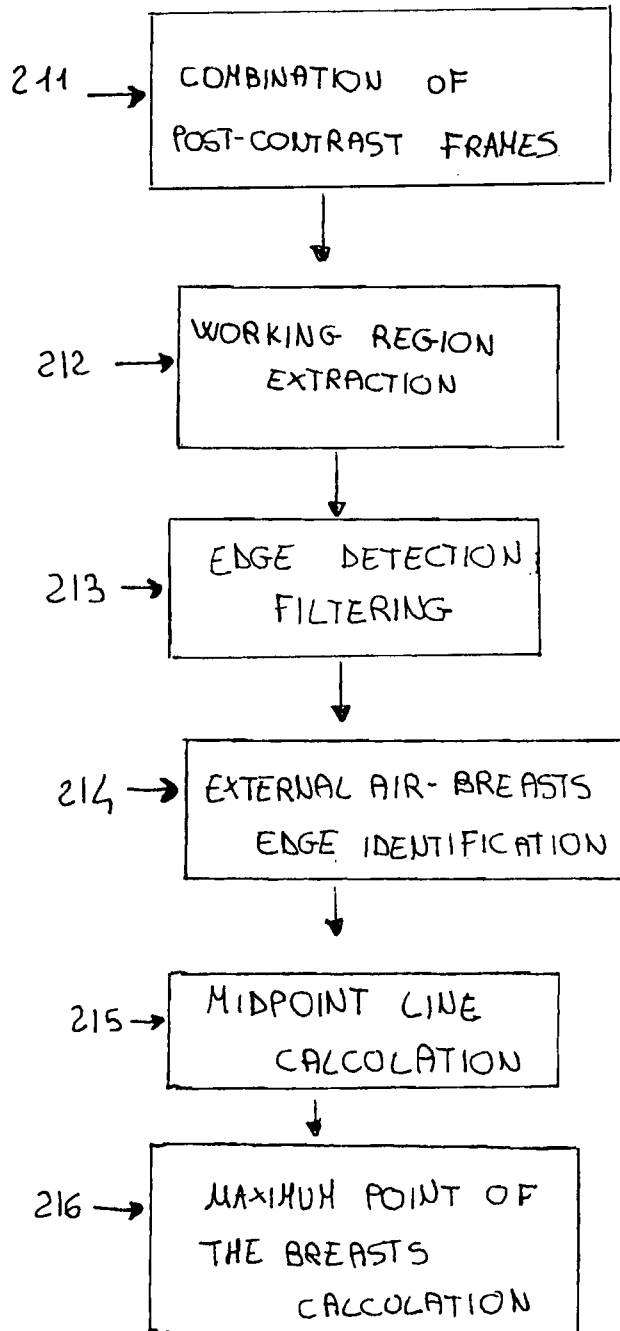 211
COMBINATION OF
POST-CONTRAST FRAMES
212
WORKING REGION
EXTRACTION
213
EDGE DETECTION
FILTERING
214
EXTERNAL AIR-BREASTS
EDGE IDENTIFICATION
215
MIDPOINT LINE
CALCOLATION
216
MAXIMUM POINT OF
THE BREASTS
CALCOLATION